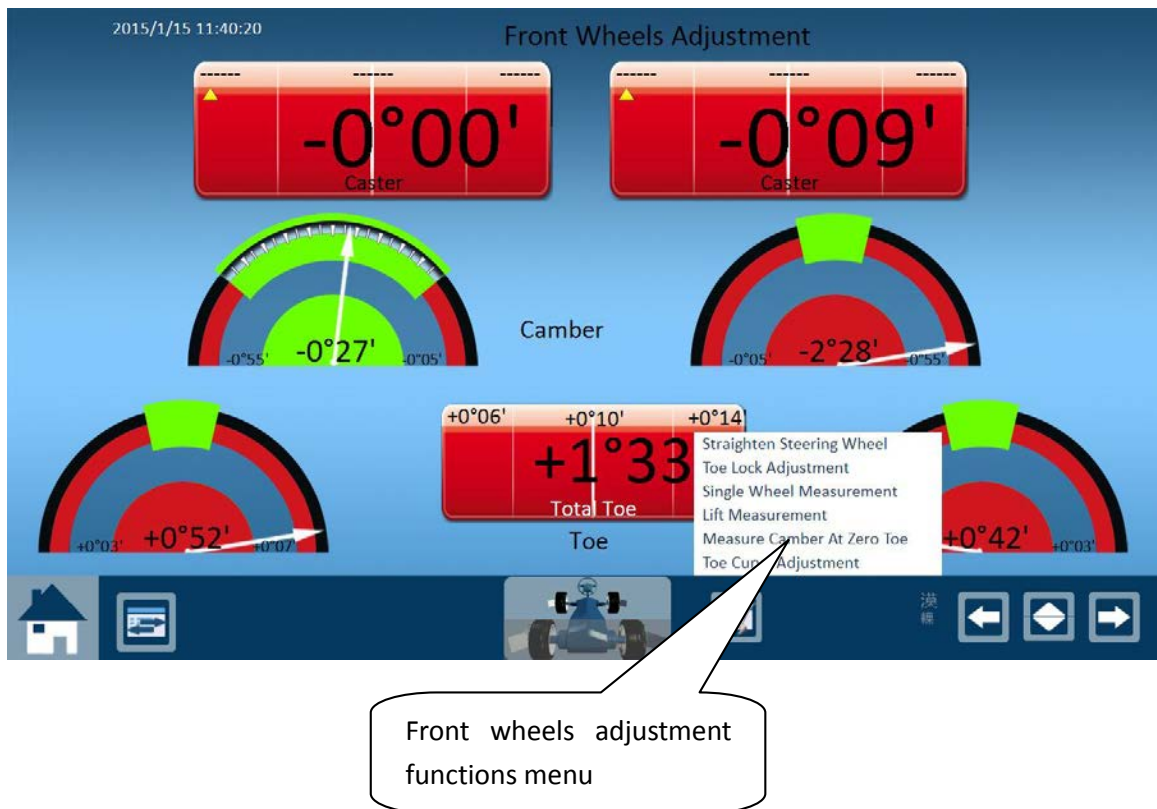 2015/1/15 11:40:20
Front Wheels Adjustment
------ ------ ------
------ ------ ------
-0°00'
Caster
-0°09'
Caster
-0°55' -0°27' -0°05'
Camber
-0°05' -2°28' -0°55'
+0°06' +0°10' +0°14'
+1°33
Total Toe
Toe
+0°03' +0°52' +0°07'
+0°42' +0°03'
Straighten Steering Wheel
Toe Lock Adjustment
Single Wheel Measurement
Lift Measurement
Measure Camber At Zero Toe
Toe Adjustment
Front wheels adjustment
functions menu